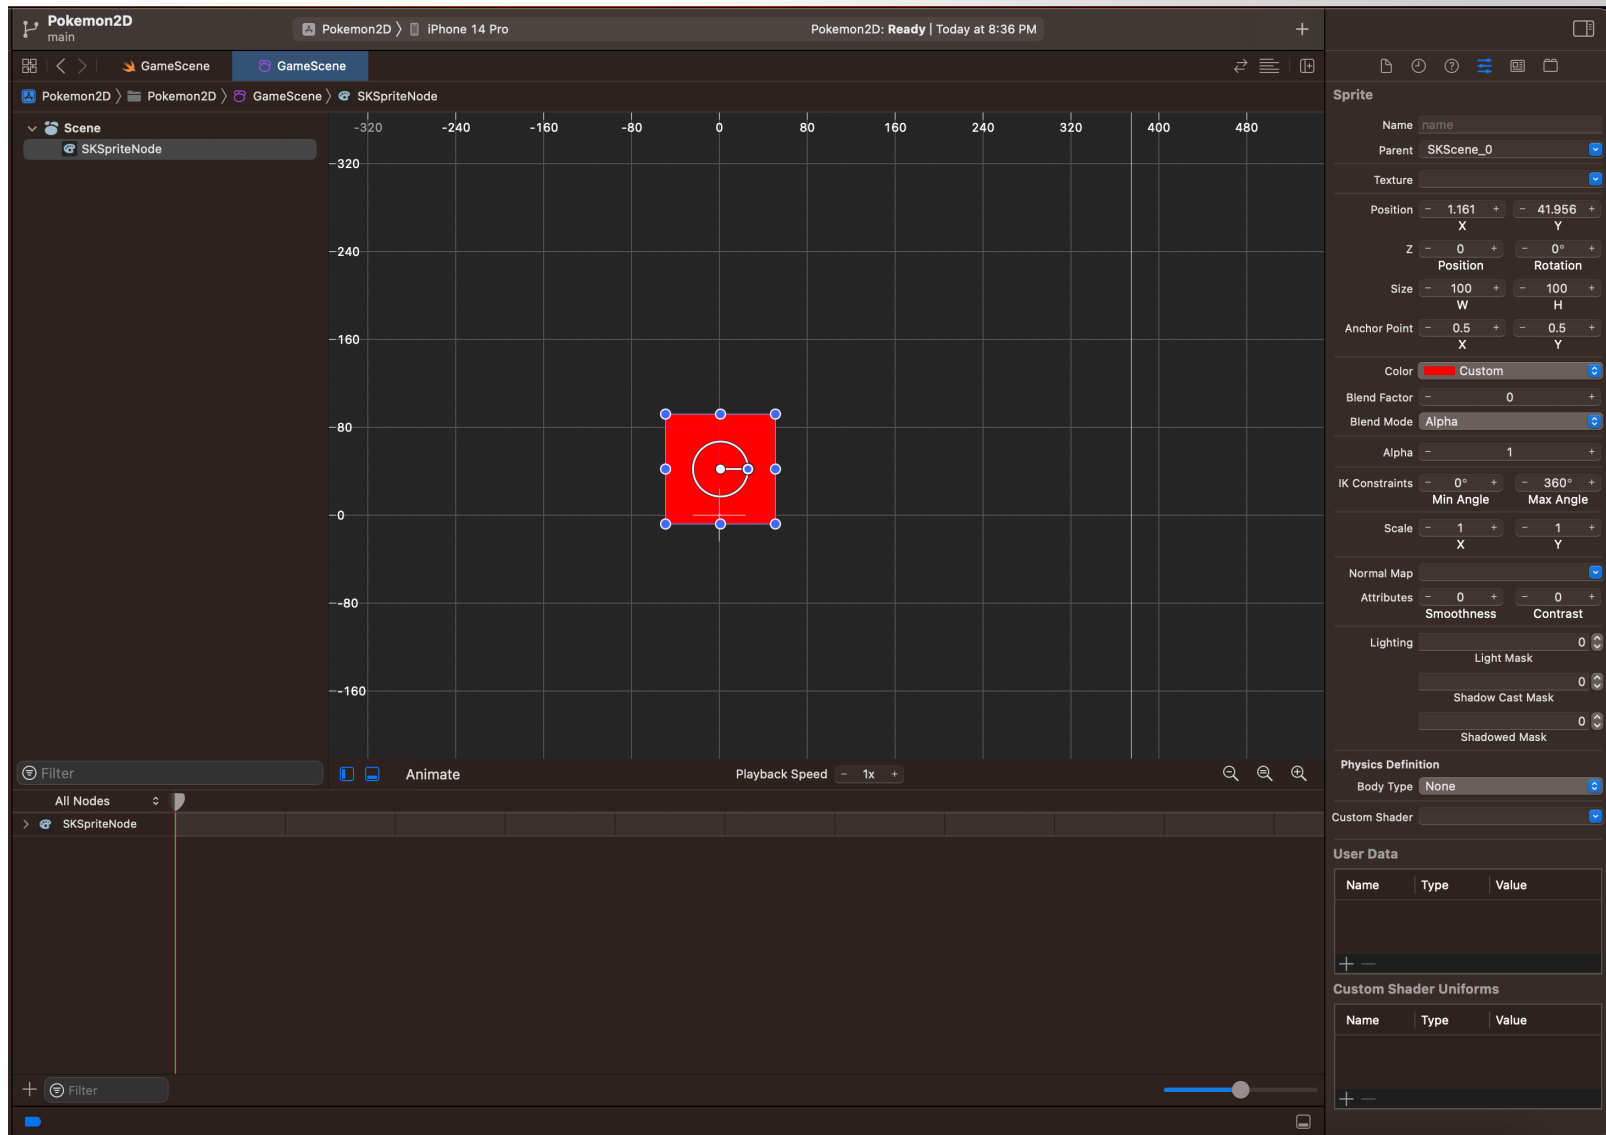 Pokemon2D
main
Pokemon2D 〉 iPhone 14 Pro
Pokemon2D: Ready | Today at 8:36 PM
GameScene
GameScene
Pokemon2D 〉 Pokemon2D 〉 GameScene 〉 SKSpriteNode
Scene
SKSpriteNode
-320 -240 -160 -80 0 80 160 240 320 400 480
320
240
160
80
0
-80
-160
Filter
Animate
Playback Speed - 1x +
All Nodes
SKSpriteNode
Filter
Sprite
Name name
Parent SKScene_0
Texture
Position - 1.161 + - 41.956 +
X Y
Z - 0 + - 0° +
Position Rotation
Size - 100 + - 100 +
W H
Anchor Point - 0.5 + - 0.5 +
X Y
Color Custom
Blend Factor - 0 +
Blend Mode Alpha
Alpha - 1 +
IK Constraints - 0° + - 360° +
Min Angle Max Angle
Scale - 1 + - 1 +
X Y
Normal Map
Attributes - 0 + - 0 +
Smoothness Contrast
Lighting 0
Light Mask
0
Shadow Cast Mask
0
Shadowed Mask
Physics Definition
Body Type None
Custom Shader
User Data
Name Type Value
+ -
Custom Shader Uniforms
Name Type Value
+ -